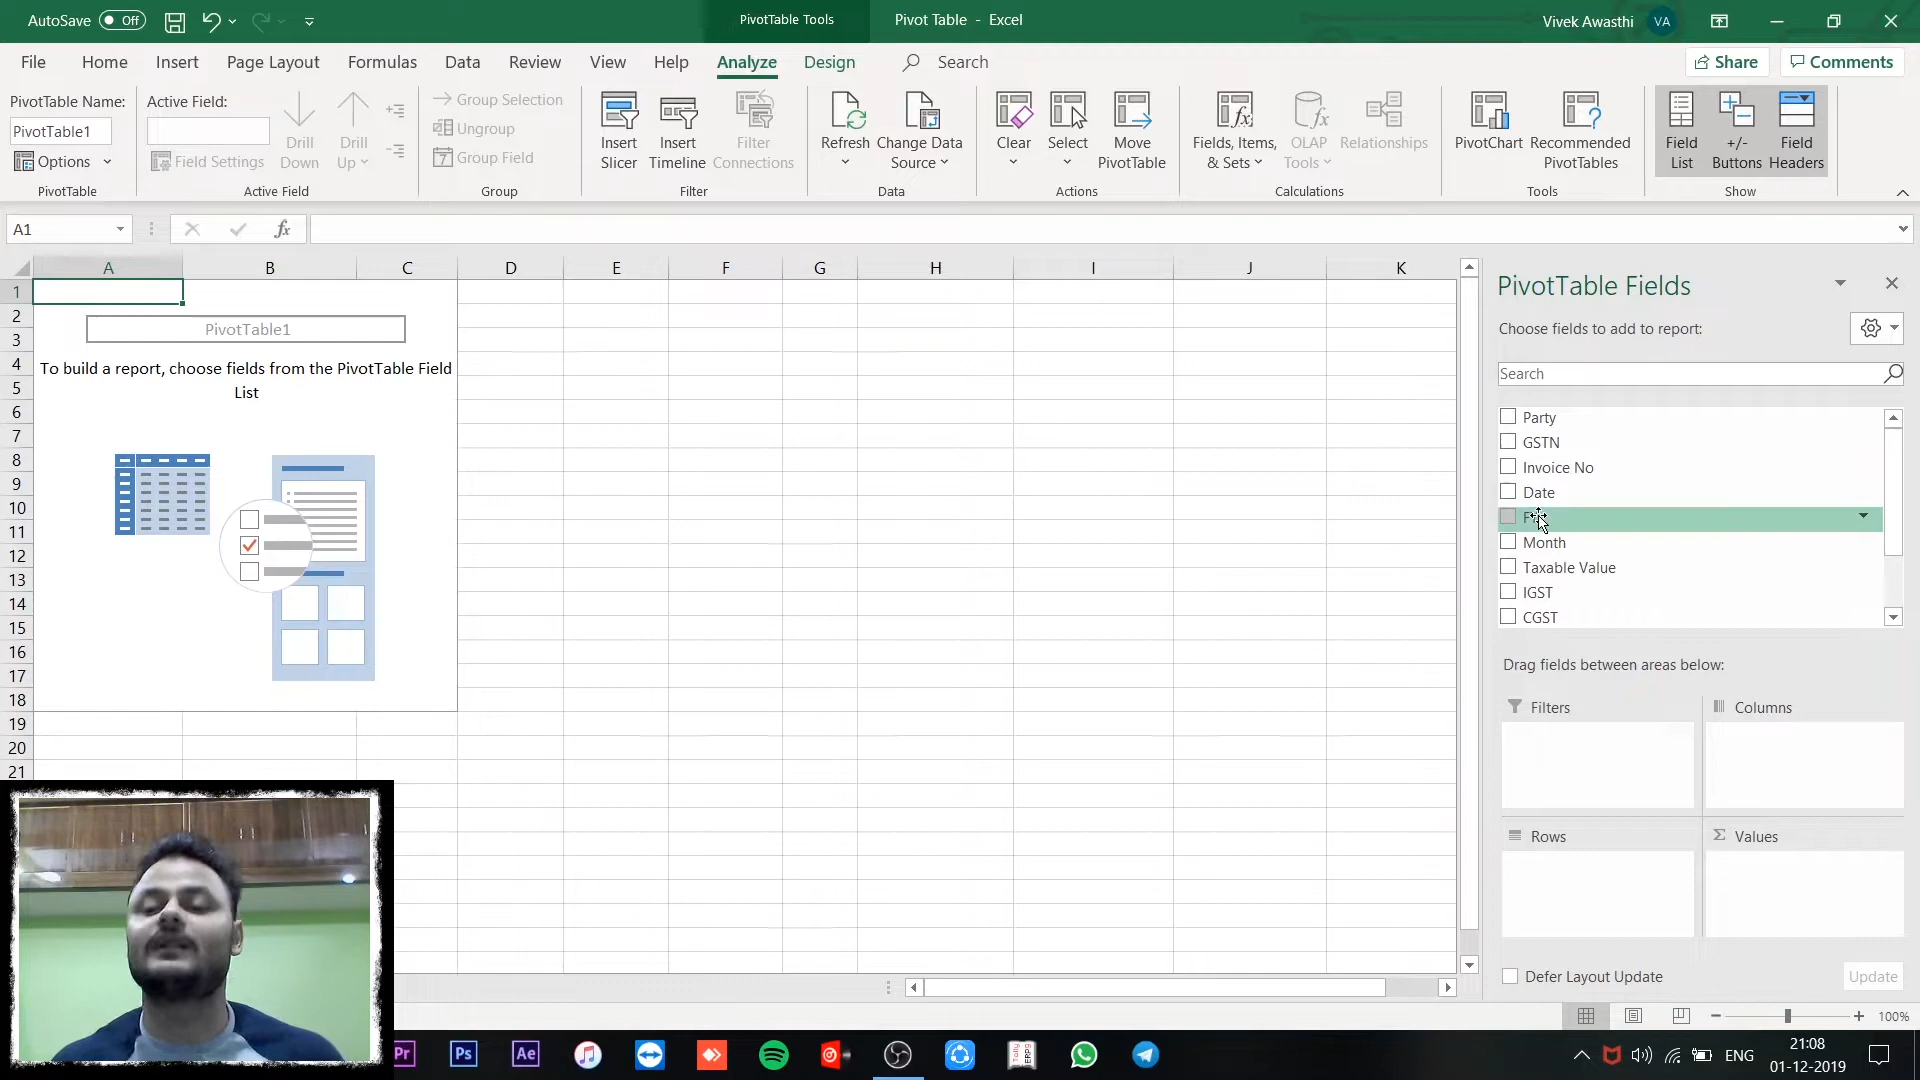 AutoSave Off
PivotTable Tools
Pivot Table - Excel
Vivek Awasthi VA
File Home Insert Page Layout Formulas Data Review View Help Analyze Design Search
Share Comments
PivotTable Name:
PivotTable1
Options
PivotTable
Active Field:
Field Settings
Drill Down
Drill Up
Active Field
Group Selection
Ungroup
Group Field
Group
Insert Slicer
Insert Timeline
Filter Connections
Filter
Refresh
Change Data Source
Data
Clear
Select
Move PivotTable
Actions
Fields, Items, & Sets
OLAP Tools
Relationships
Calculations
PivotChart
Recommended PivotTables
Tools
Field List
+/- Buttons
Field Headers
Show
A1
fx
A B C D E F G H I J K
1
2
3
4
5
6
7
8
9
10
11
12
13
14
15
16
17
18
19
20
21
PivotTable1
To build a report, choose fields from the PivotTable Field
List
PivotTable Fields
Choose fields to add to report:
Search
Party
GSTN
Invoice No
Date
Month
Taxable Value
IGST
CGST
Drag fields between areas below:
Filters
Columns
Rows
Σ Values
Defer Layout Update
Update
100%
Pr Ps Ae
Tally ERP9
ENG
21:08
01-12-2019